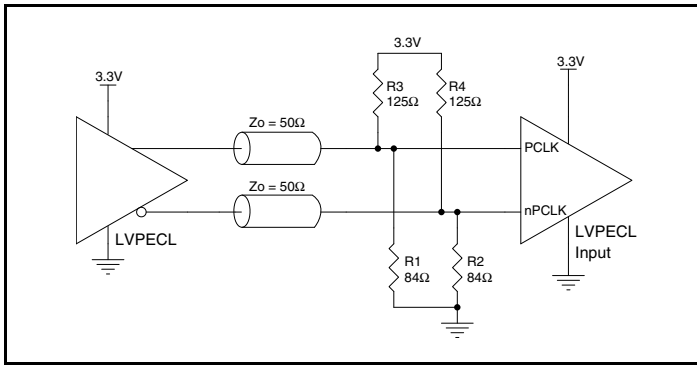 3.3V
3.3V
3.3V
R3
125Ω
R4
125Ω
Zo = 50Ω
PCLK
Zo = 50Ω
nPCLK
LVPECL
LVPECL
Input
R1
84Ω
R2
84Ω